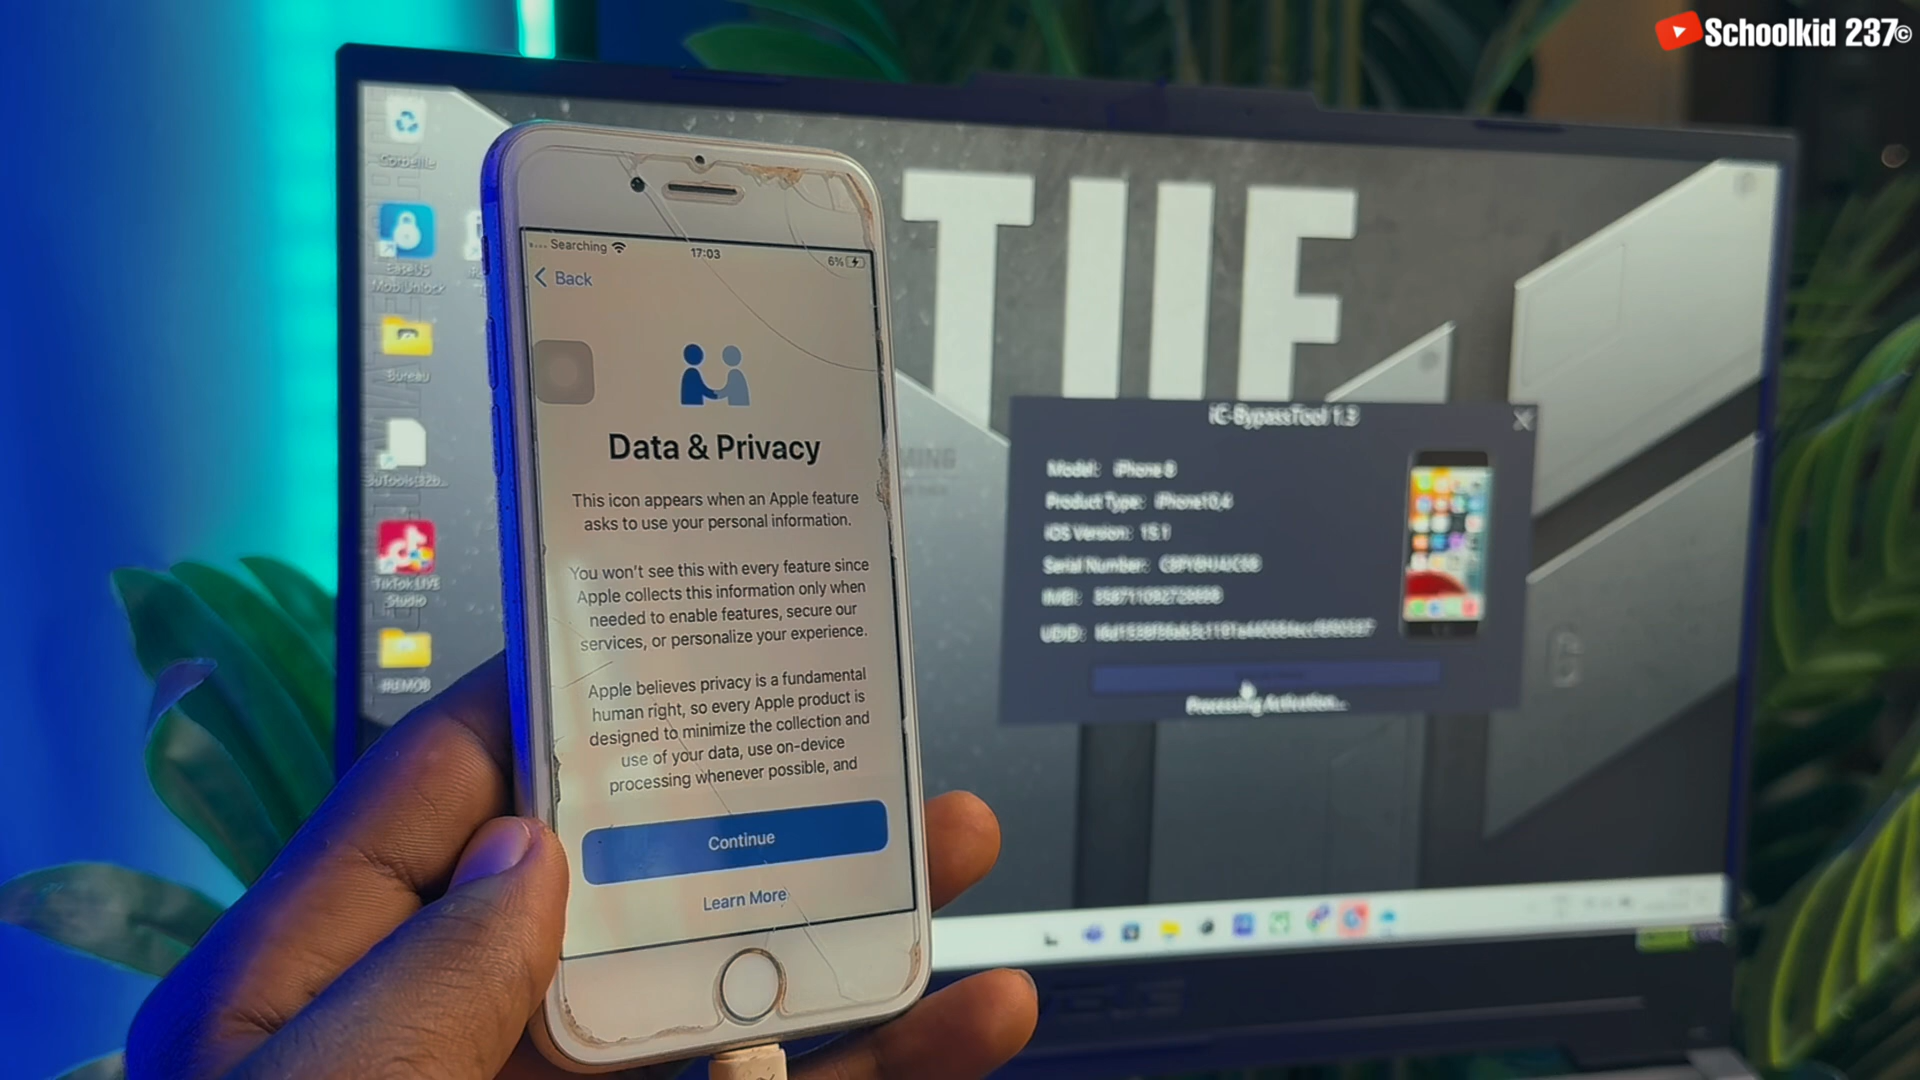 Schoolkid 237©
Searching
17:03
6%
Back
Data & Privacy
This icon appears when an Apple feature
asks to use your personal information.
You won't see this with every feature since
Apple collects this information only when
needed to enable features, secure our
services, or personalize your experience.
Apple believes privacy is a fundamental
human right, so every Apple product is
designed to minimize the collection and
use of your data, use on-device
processing whenever possible, and
Continue
Learn More
Corbeille
EaseUS
MobiUnlock
Bureau
3uTools(32b...
TikTok LIVE
Studio
TUF
iC-BypassTool 1.3
Model: iPhone 8
Product Type: iPhone10,4
iOS Version: 15.1
Serial Number:
IMEI:
UDID:
Processing Activation...